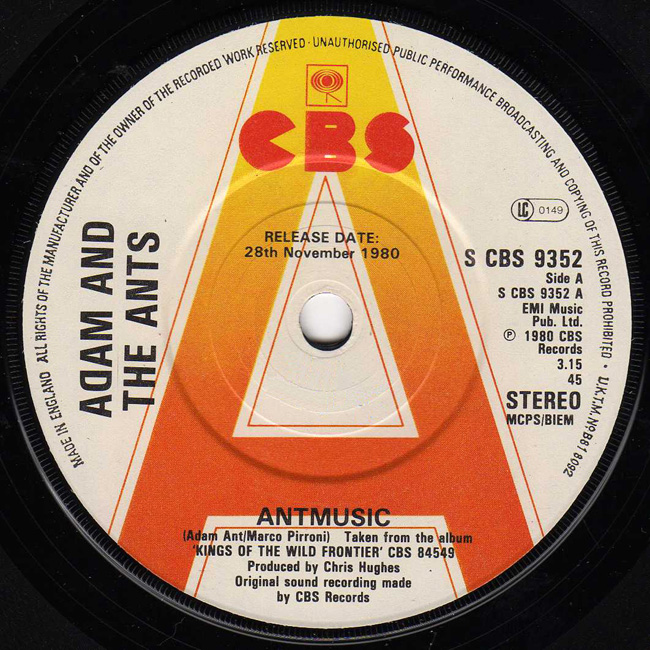 MADE IN ENGLAND ALL RIGHTS OF THE MANUFACTURER AND OF THE OWNER OF THE RECORDED WORK RESERVED · UNAUTHORISED PUBLIC PERFORMANCE BROADCASTING AND COPYING OF THIS RECORD PROHIBITED • U.K.T.M. No B618092
CBS
ADAM AND
THE ANTS
RELEASE DATE:
28th November 1980
LC 0149
S CBS 9352
Side A
S CBS 9352 A
EMI Music
Pub. Ltd.
℗ 1980 CBS
Records
3.15
45
STEREO
MCPS/BIEM
ANTMUSIC
(Adam Ant/Marco Pirroni) Taken from the album
'KINGS OF THE WILD FRONTIER' CBS 84549
Produced by Chris Hughes
Original sound recording made
by CBS Records